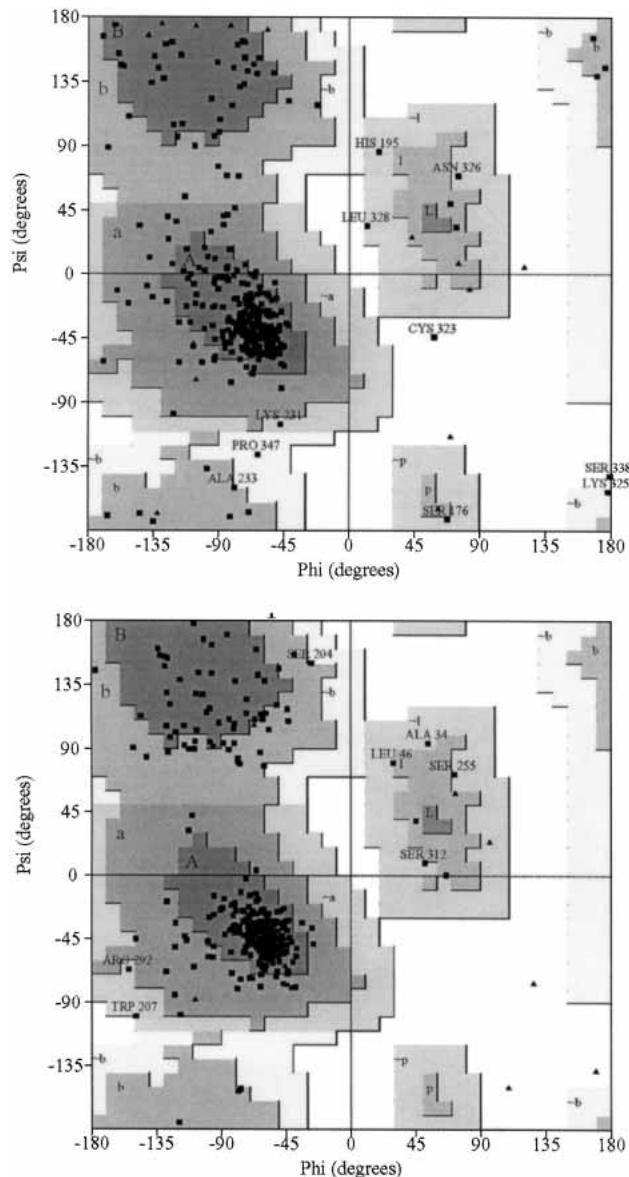 180
B
~b
b
135
b
~b
~l
90
HIS 195
l
ASN 326
45
LEU 328
L
a
Psi (degrees)
A
0
~a
-45
CYS 323
-90
LYS 231
PRO 347
~b
~p
-135
ALA 233
SER 338
b
p
LYS 325
SER 176
~b
-180
-180 -135 -90 -45 0 45 90 135 180
Phi (degrees)
180
B
SER 204
~b
b
135
b
~b
~l
ALA 34
90
LEU 46
l
SER 255
45
a
L
Psi (degrees)
A
SER 312
0
~a
-45
ARG 292
-90
TRP 207
-135
~b
~p
b
p
~b
-180
-180 -135 -90 -45 0 45 90 135 180
Phi (degrees)